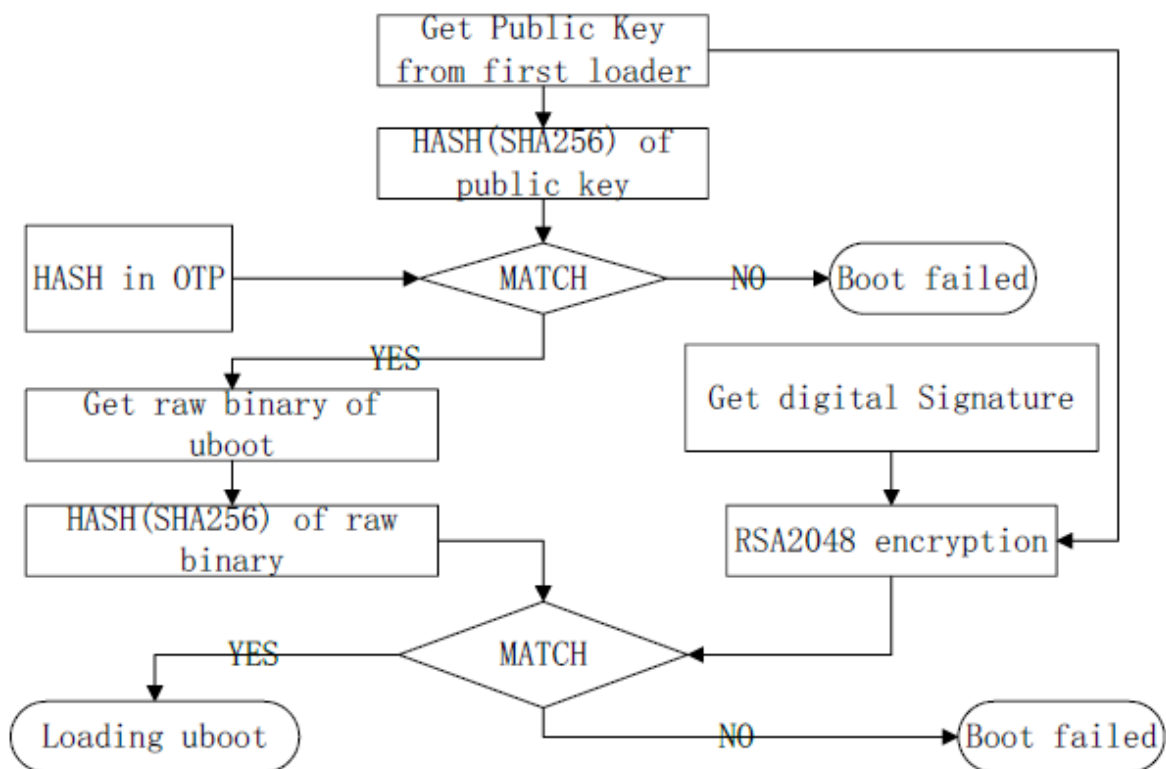 Get Public Key
from first loader
HASH(SHA256) of
public key
HASH in OTP
MATCH
NO
Boot failed
YES
Get raw binary of
uboot
Get digital Signature
HASH(SHA256) of raw
binary
RSA2048 encryption
YES
MATCH
Loading uboot
NO
Boot failed